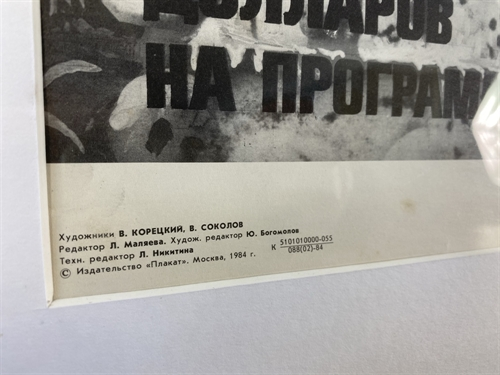 ДОЛЛАРОВ
НА ПРОГРАМ
Художники В. КОРЕЦКИЙ, В. СОКОЛОВ
Редактор Л. Маляева. Худож. редактор Ю. Богомолов
Техн. редактор Л. Никитина
К 5101010000-055
088(02)-84
© Издательство «Плакат». Москва, 1984 г.